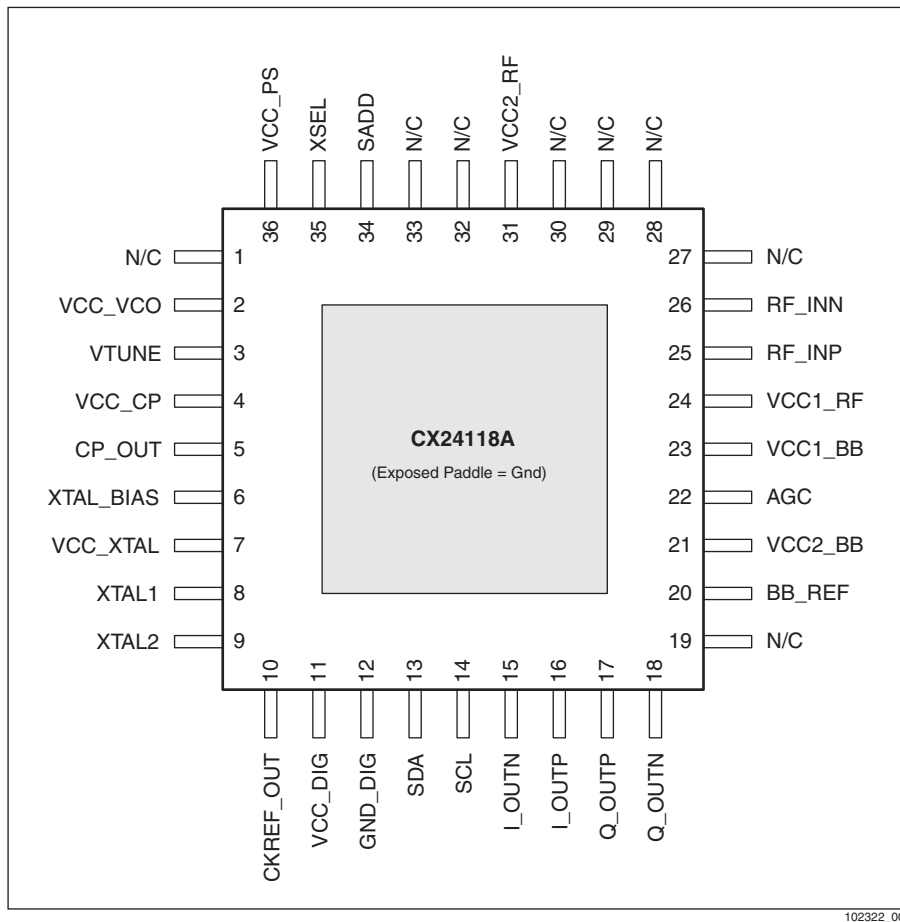 VCC_PS
XSEL
SADD
N/C
N/C
VCC2_RF
N/C
N/C
N/C
36
35
34
33
32
31
30
29
28
N/C 1
VCC_VCO 2
VTUNE 3
VCC_CP 4
CP_OUT 5
XTAL_BIAS 6
VCC_XTAL 7
XTAL1 8
XTAL2 9
CX24118A
(Exposed Paddle = Gnd)
27 N/C
26 RF_INN
25 RF_INP
24 VCC1_RF
23 VCC1_BB
22 AGC
21 VCC2_BB
20 BB_REF
19 N/C
10
11
12
13
14
15
16
17
18
CKREF_OUT
VCC_DIG
GND_DIG
SDA
SCL
I_OUTN
I_OUTP
Q_OUTP
Q_OUTN